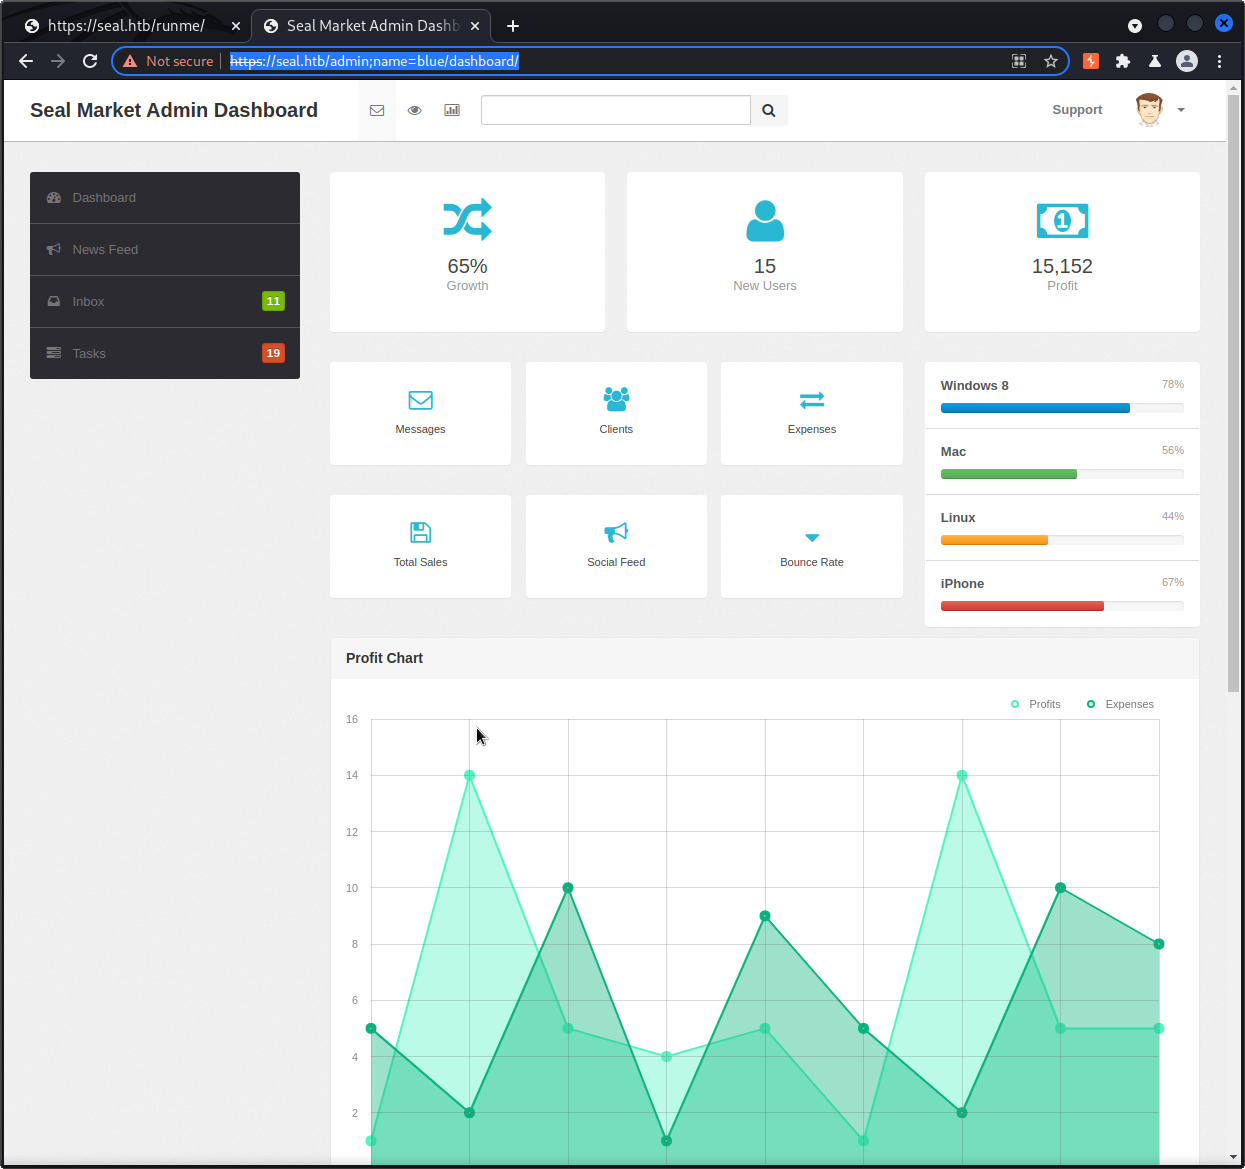 https://seal.htb/runme/
Seal Market Admin Dashb
Not secure
https://seal.htb/admin;name=blue/dashboard/
Seal Market Admin Dashboard
Support
Dashboard
News Feed
Inbox 11
Tasks 19
65%
Growth
15
New Users
1
15,152
Profit
Messages
Clients
Expenses
Total Sales
Social Feed
Bounce Rate
Windows 8 78%
Mac 56%
Linux 44%
iPhone 67%
Profit Chart
Profits Expenses
16
14
12
10
8
6
4
2